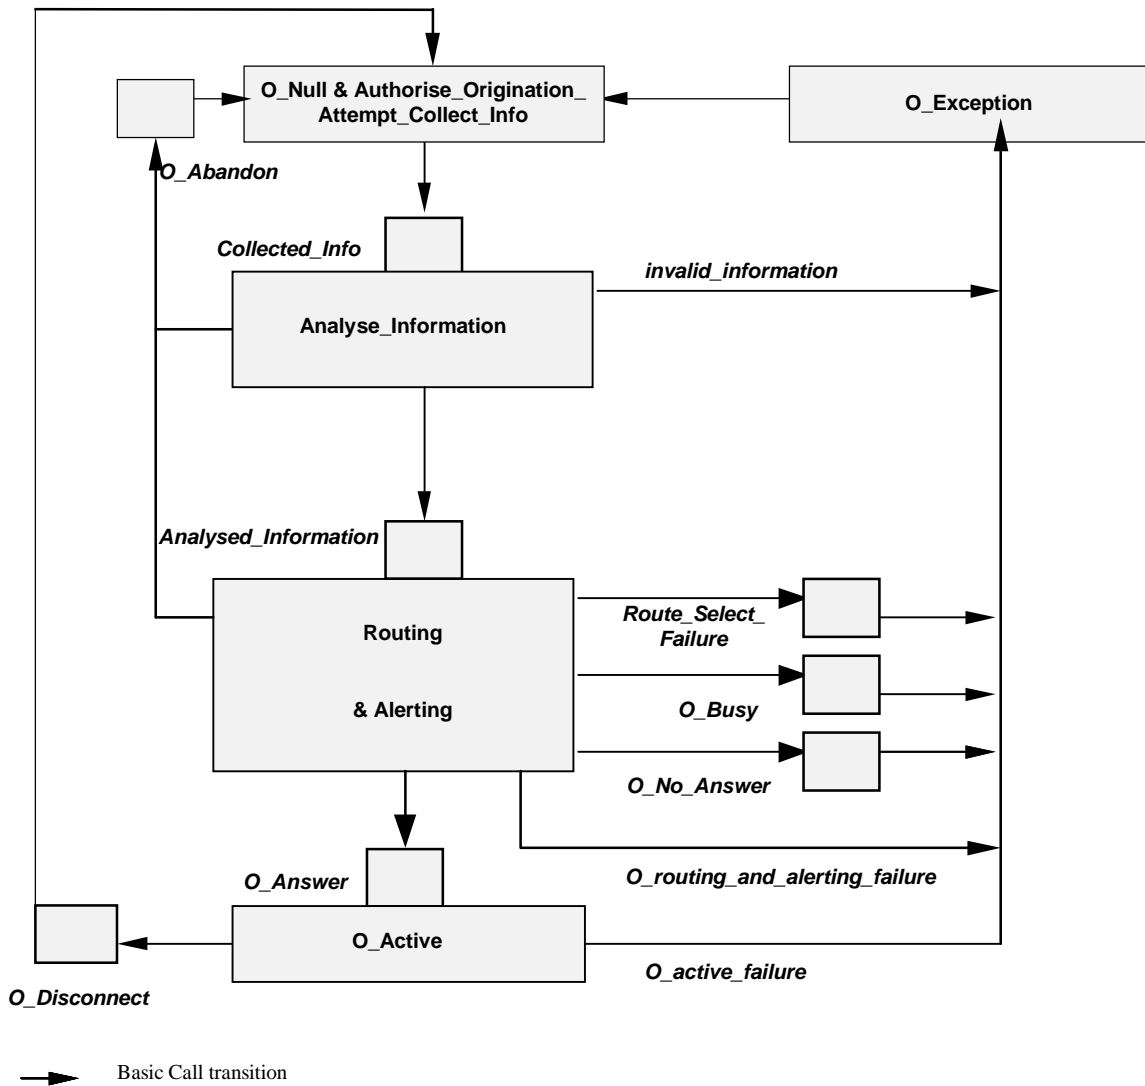 O_Null & Authorise_Origination_
Attempt_Collect_Info
O_Exception
O_Abandon
Collected_Info
invalid_information
Analyse_Information
Analysed_Information
Routing
& Alerting
Route_Select_
Failure
O_Busy
O_No_Answer
O_Answer
O_routing_and_alerting_failure
O_Active
O_active_failure
O_Disconnect
Basic Call transition